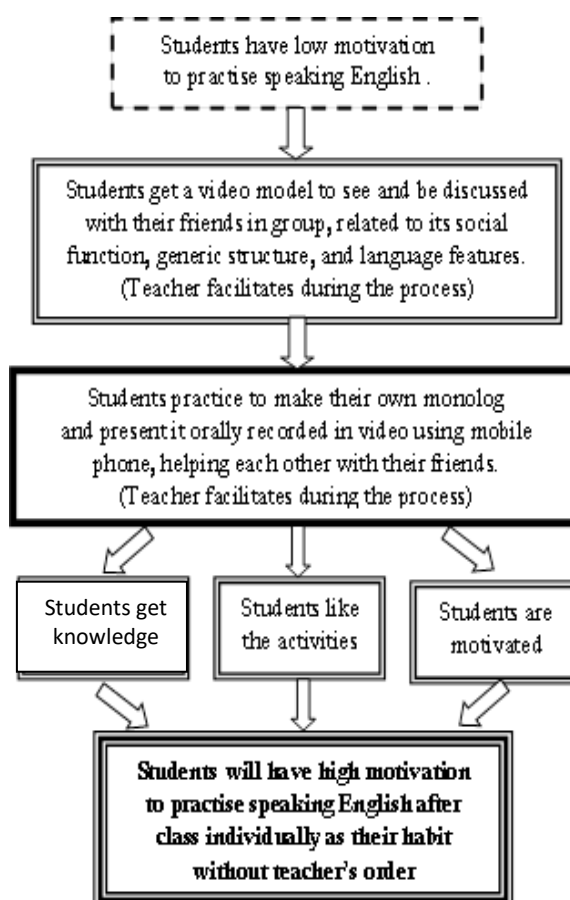 Students have low motivation
to practise speaking English .
Students get a video model to see and be discussed
with their friends in group, related to its social
function, generic structure, and language features.
(Teacher facilitates during the process)
Students practice to make their own monolog
and present it orally recorded in video using mobile
phone, helping each other with their friends.
(Teacher facilitates during the process)
Students get
knowledge
Students like
the activities
Students are
motivated
Students will have high motivation
to practise speaking English after
class individually as their habit
without teacher's order